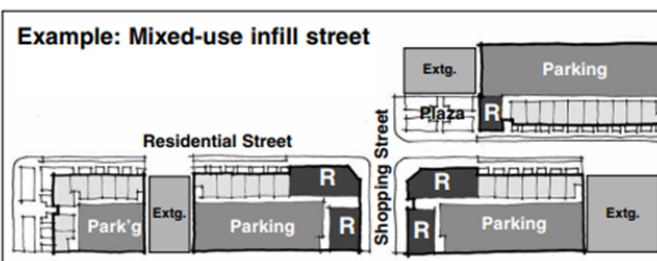 Example: Mixed-use infill street
Extg.
Parking
Plaza
R
Residential Street
Shopping Street
R
R
Park'g
Extg.
Parking
R
R
Parking
Extg.